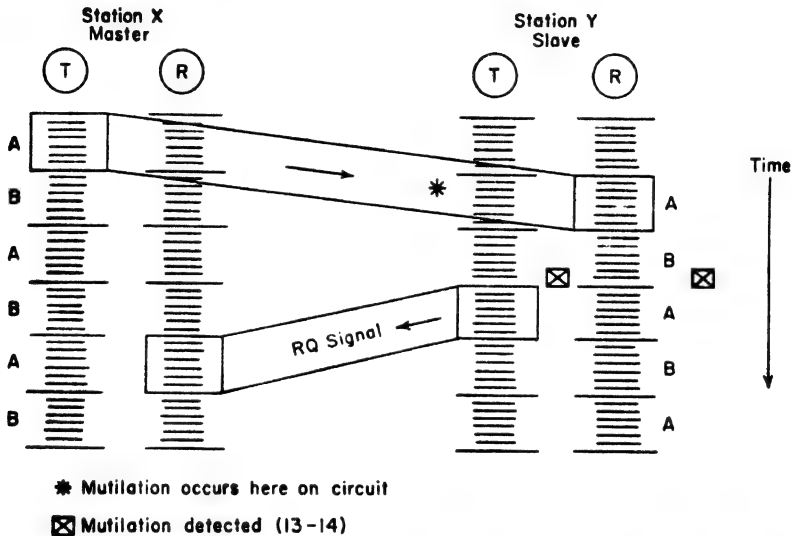 Station X
Master
Station Y
Slave
T
R
T
R
Time
A
B
A
B
A
B
A
B
A
B
A
RQ Signal
✳ Mutilation occurs here on circuit
☒ Mutilation detected (13-14)